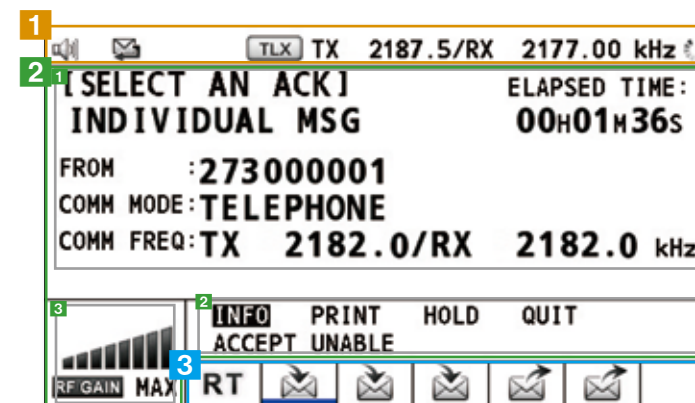 1
TLX TX 2187.5/RX 2177.00 kHz
2
1
[SELECT AN ACK] ELAPSED TIME:
INDIVIDUAL MSG 00H01M36S
FROM :273000001
COMM MODE:TELEPHONE
COMM FREQ:TX 2182.0/RX 2182.0 kHz
3
2
INFO PRINT HOLD QUIT
ACCEPT UNABLE
RF GAIN MAX
3
RT